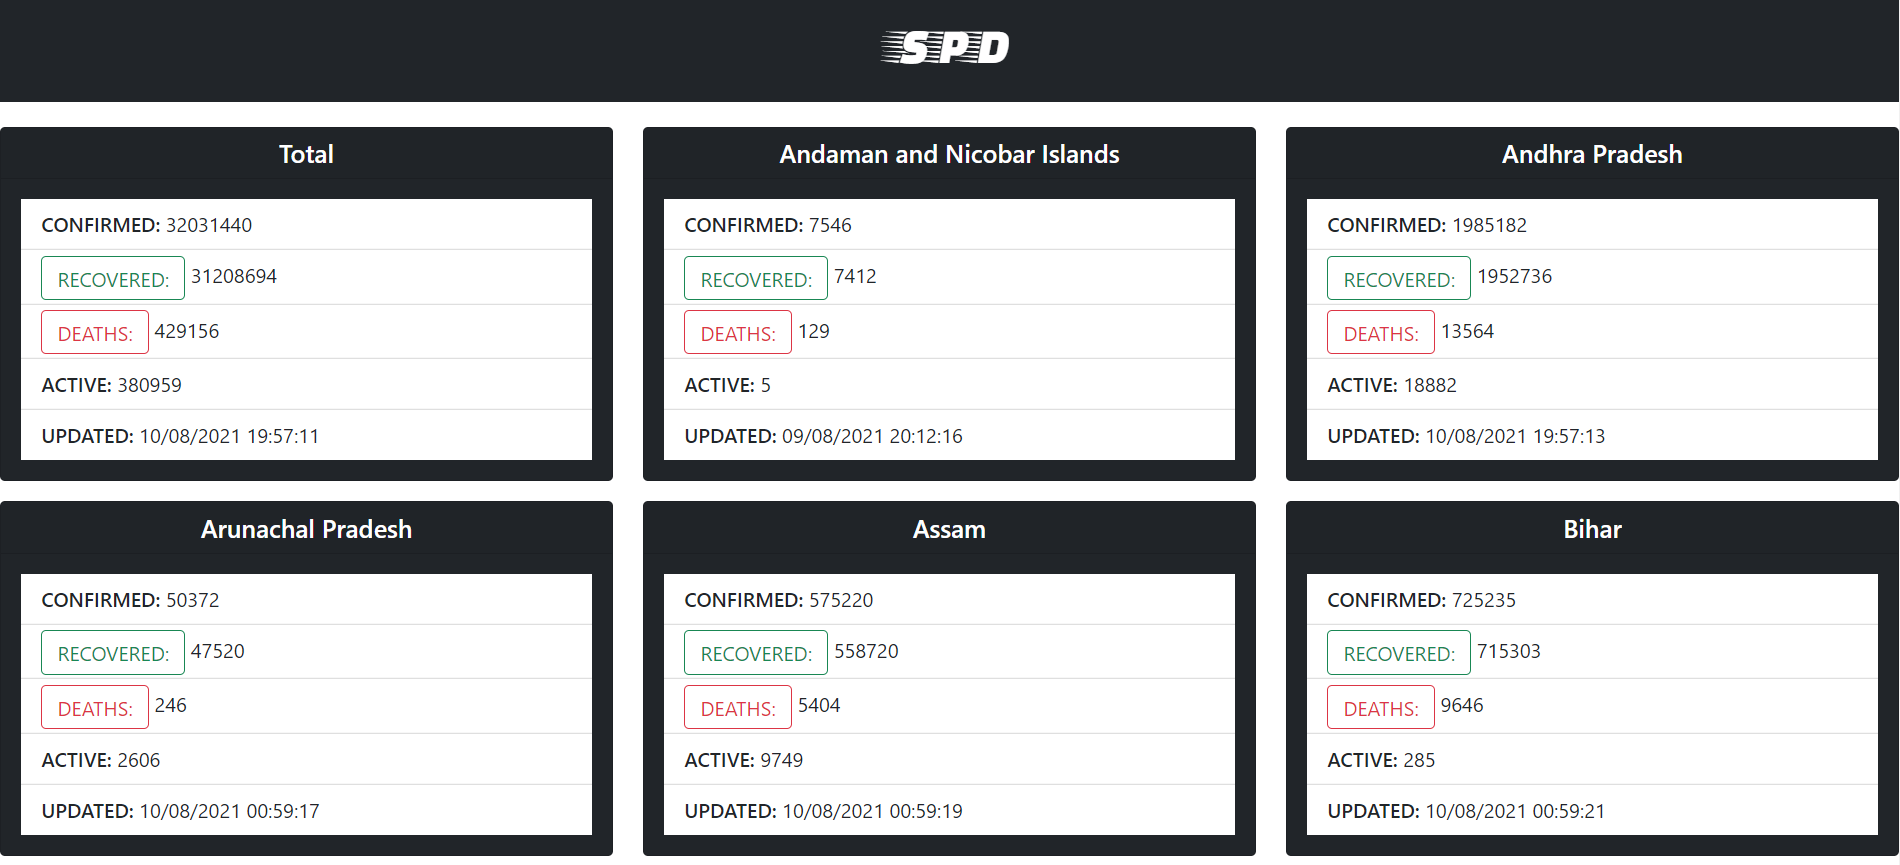 SPD
Total
CONFIRMED: 32031440
RECOVERED: 31208694
DEATHS: 429156
ACTIVE: 380959
UPDATED: 10/08/2021 19:57:11
Andaman and Nicobar Islands
CONFIRMED: 7546
RECOVERED: 7412
DEATHS: 129
ACTIVE: 5
UPDATED: 09/08/2021 20:12:16
Andhra Pradesh
CONFIRMED: 1985182
RECOVERED: 1952736
DEATHS: 13564
ACTIVE: 18882
UPDATED: 10/08/2021 19:57:13
Arunachal Pradesh
CONFIRMED: 50372
RECOVERED: 47520
DEATHS: 246
ACTIVE: 2606
UPDATED: 10/08/2021 00:59:17
Assam
CONFIRMED: 575220
RECOVERED: 558720
DEATHS: 5404
ACTIVE: 9749
UPDATED: 10/08/2021 00:59:19
Bihar
CONFIRMED: 725235
RECOVERED: 715303
DEATHS: 9646
ACTIVE: 285
UPDATED: 10/08/2021 00:59:21